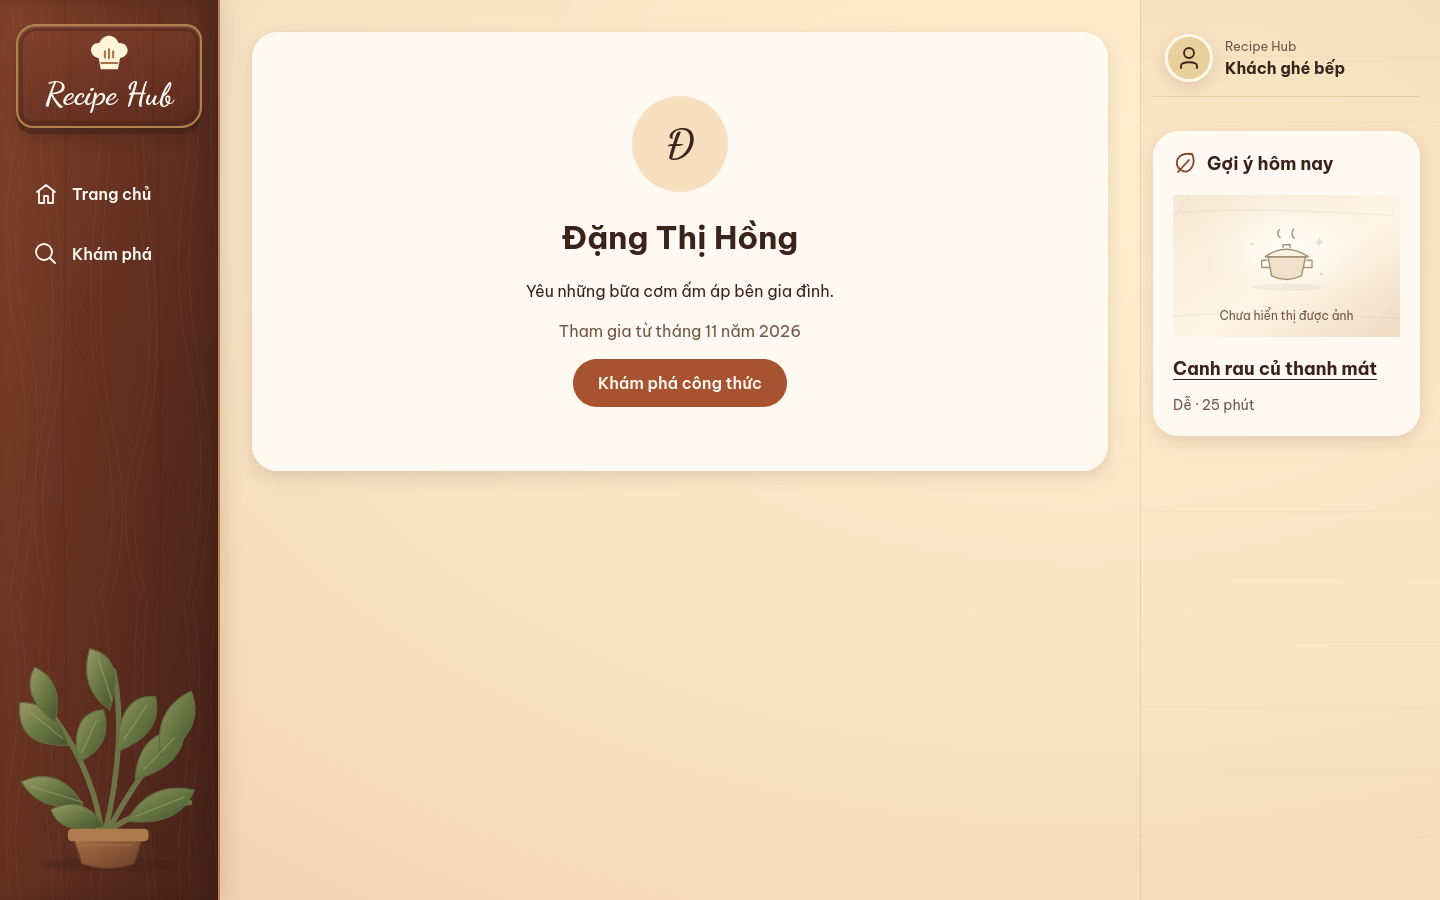 Recipe Hub
Trang chủ
Khám phá
Đ
Đặng Thị Hồng
Yêu những bữa cơm ấm áp bên gia đình.
Tham gia từ tháng 11 năm 2026
Khám phá công thức
Recipe Hub
Khách ghé bếp
Gợi ý hôm nay
Chưa hiển thị được ảnh
Canh rau củ thanh mát
Dễ · 25 phút